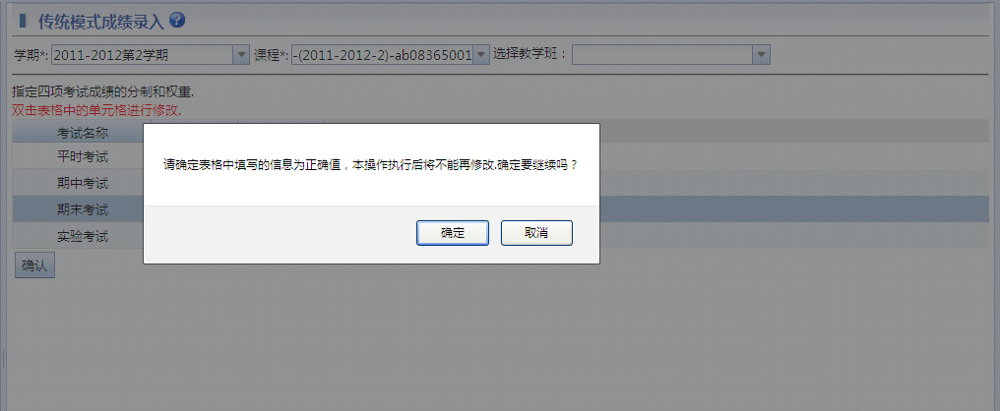 传统模式成绩录入
学期*: 2011-2012第2学期 课程*: -(2011-2012-2)-ab08365001 选择教学班：
指定四项考试成绩的分制和权重.
双击表格中的单元格进行修改.
考试名称
平时考试
请确定表格中填写的信息为正确值，本操作执行后将不能再修改.确定要继续吗？
期中考试
期末考试
确定 取消
实验考试
确认